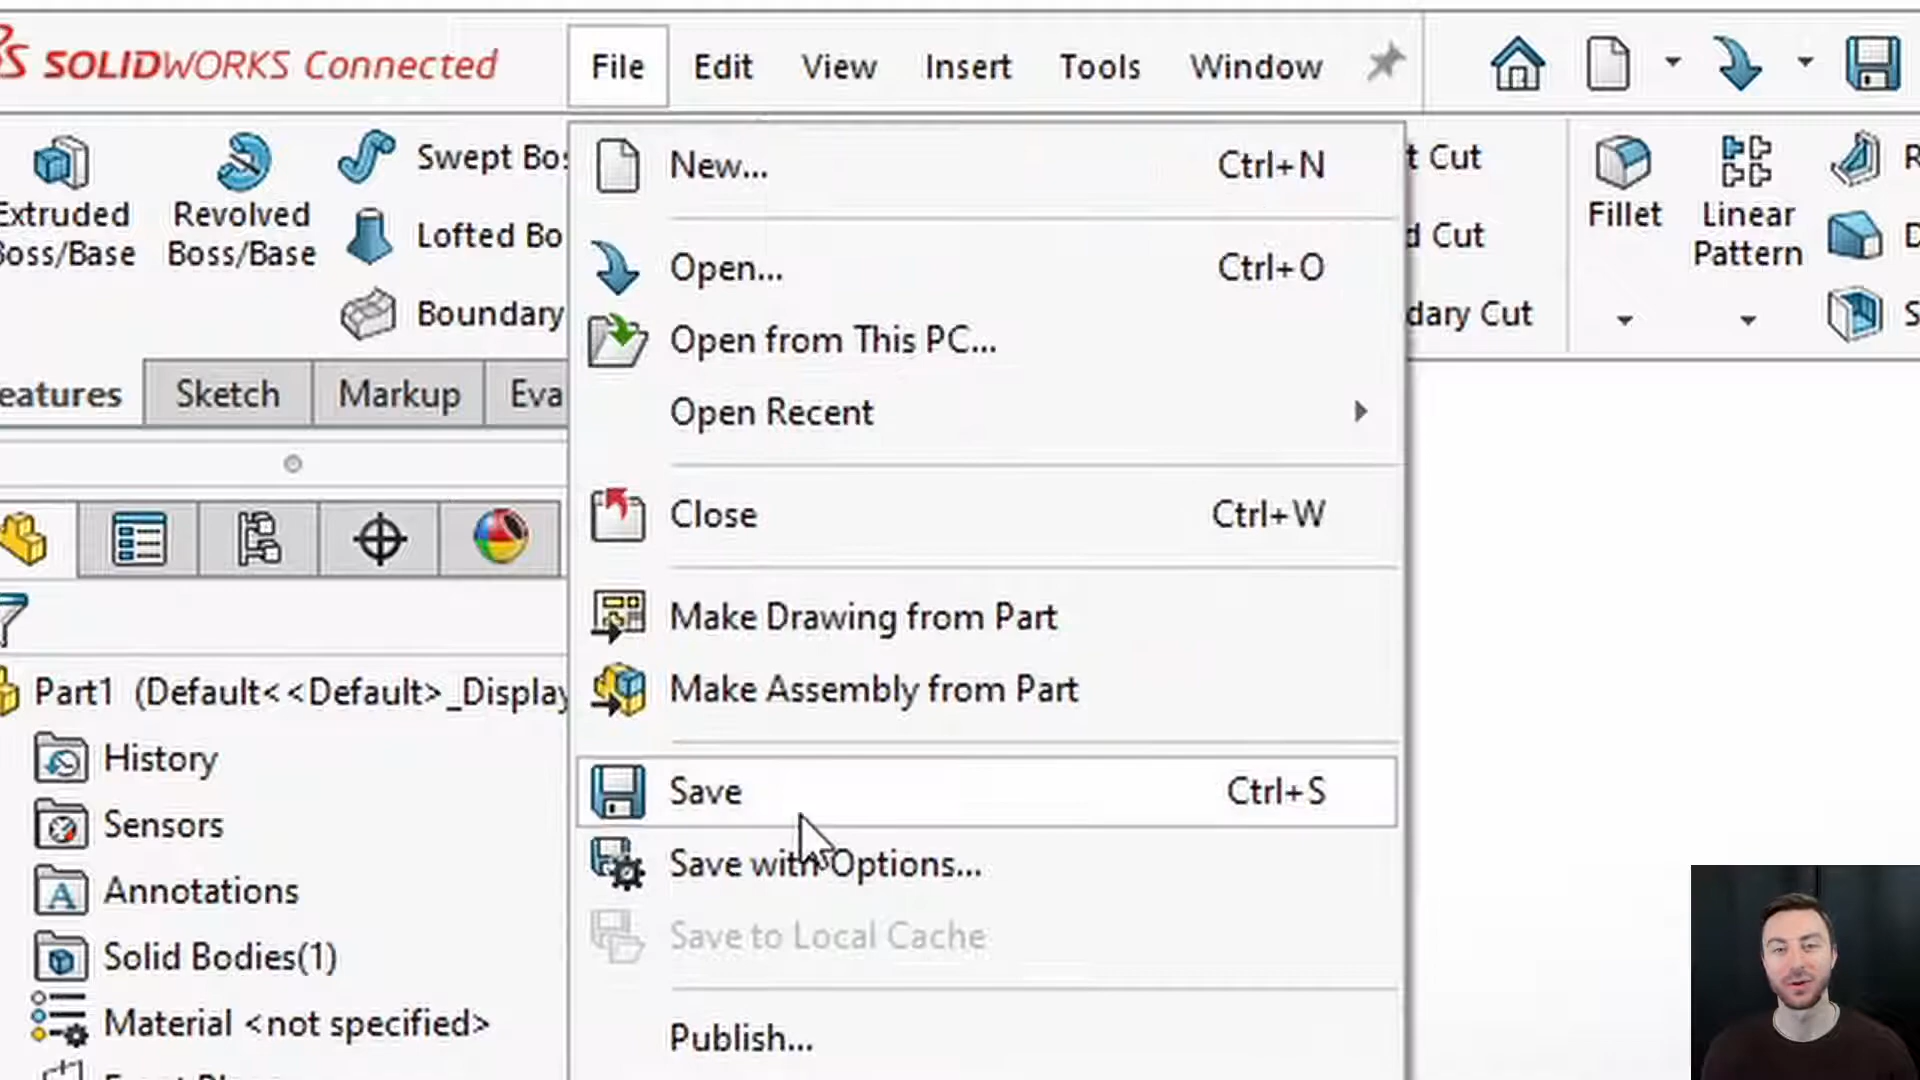 SOLIDWORKS Connected
File Edit View Insert Tools Window
Extruded Boss/Base
Revolved Boss/Base
Swept Bos
Lofted Bo
Boundary
t Cut
d Cut
dary Cut
Fillet
Linear Pattern
eatures Sketch Markup Eva
New... Ctrl+N
Open... Ctrl+O
Open from This PC...
Open Recent
Close Ctrl+W
Make Drawing from Part
Make Assembly from Part
Save Ctrl+S
Save with Options...
Save to Local Cache
Publish...
Part1 (Default<<Default>_Display
History
Sensors
Annotations
Solid Bodies(1)
Material <not specified>